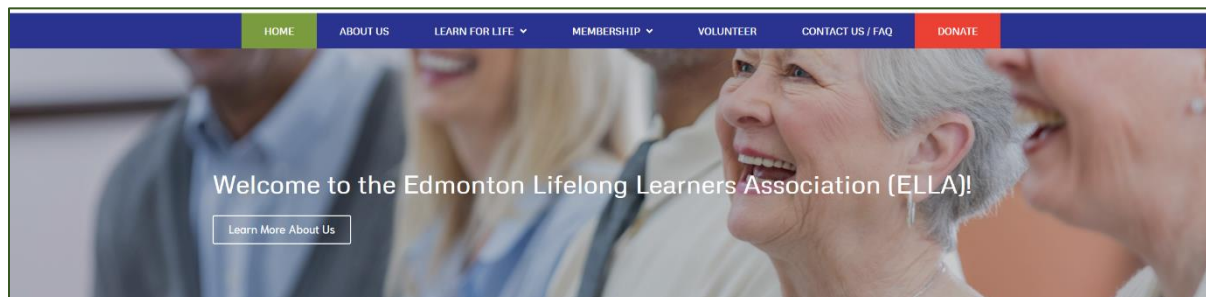 HOME ABOUT US LEARN FOR LIFE MEMBERSHIP VOLUNTEER CONTACT US / FAQ DONATE
Welcome to the Edmonton Lifelong Learners Association (ELLA)!
Learn More About Us